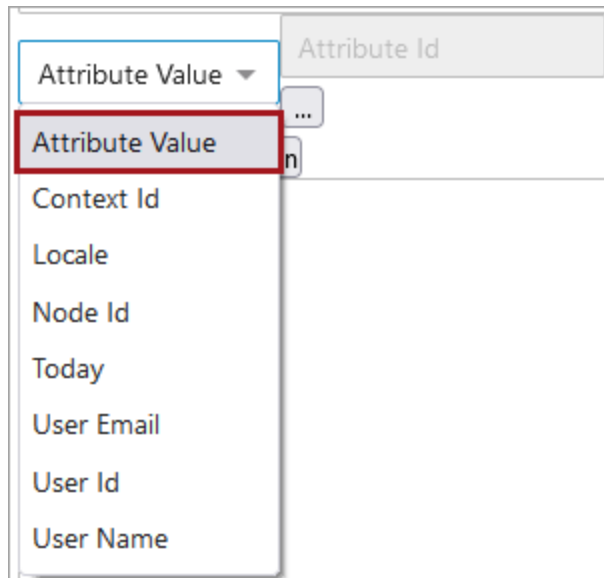 Attribute Id
Attribute Value
...
Attribute Value
n
Context Id
Locale
Node Id
Today
User Email
User Id
User Name